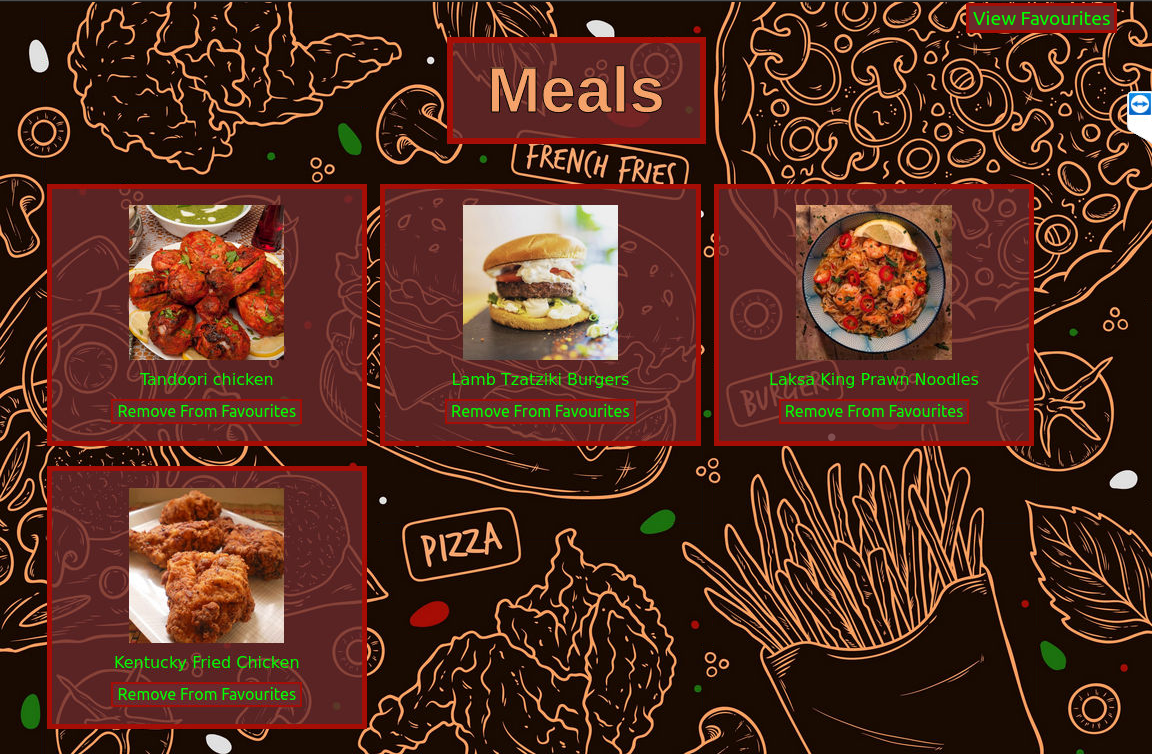 View Favourites
Meals
FRENCH FRIES
Tandoori chicken
Lamb Tzatziki Burgers
Laksa King Prawn Noodles
BURGERS
Remove From Favourites
Remove From Favourites
Remove From Favourites
PIZZA
Kentucky Fried Chicken
Remove From Favourites